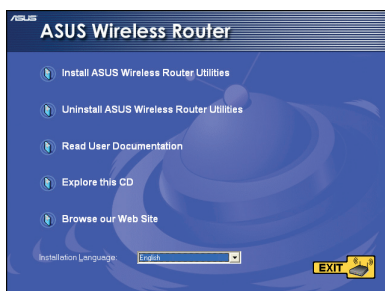 ASUS
ASUS Wireless Router
Install ASUS Wireless Router Utilities
Uninstall ASUS Wireless Router Utilities
Read User Documentation
Explore this CD
Browse our Web Site
Installation Language: English
EXIT